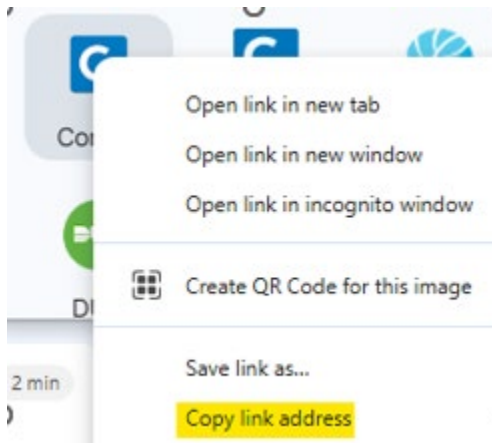 Open link in new tab
Open link in new window
Open link in incognito window
Create QR Code for this image
Save link as...
2 min
Copy link address